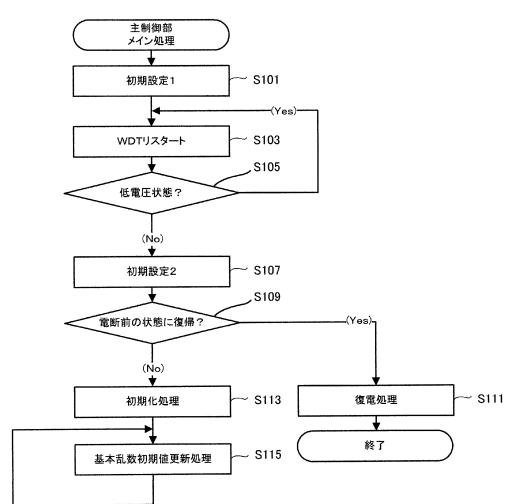 主制御部
メイン処理
初期設定1
S101
(Yes)
WDTリスタート
S103
S105
低電圧状態?
(No)
初期設定2
S107
S109
電断前の状態に復帰?
(Yes)
(No)
初期化処理
S113
復電処理
S111
基本乱数初期値更新処理
S115
終了